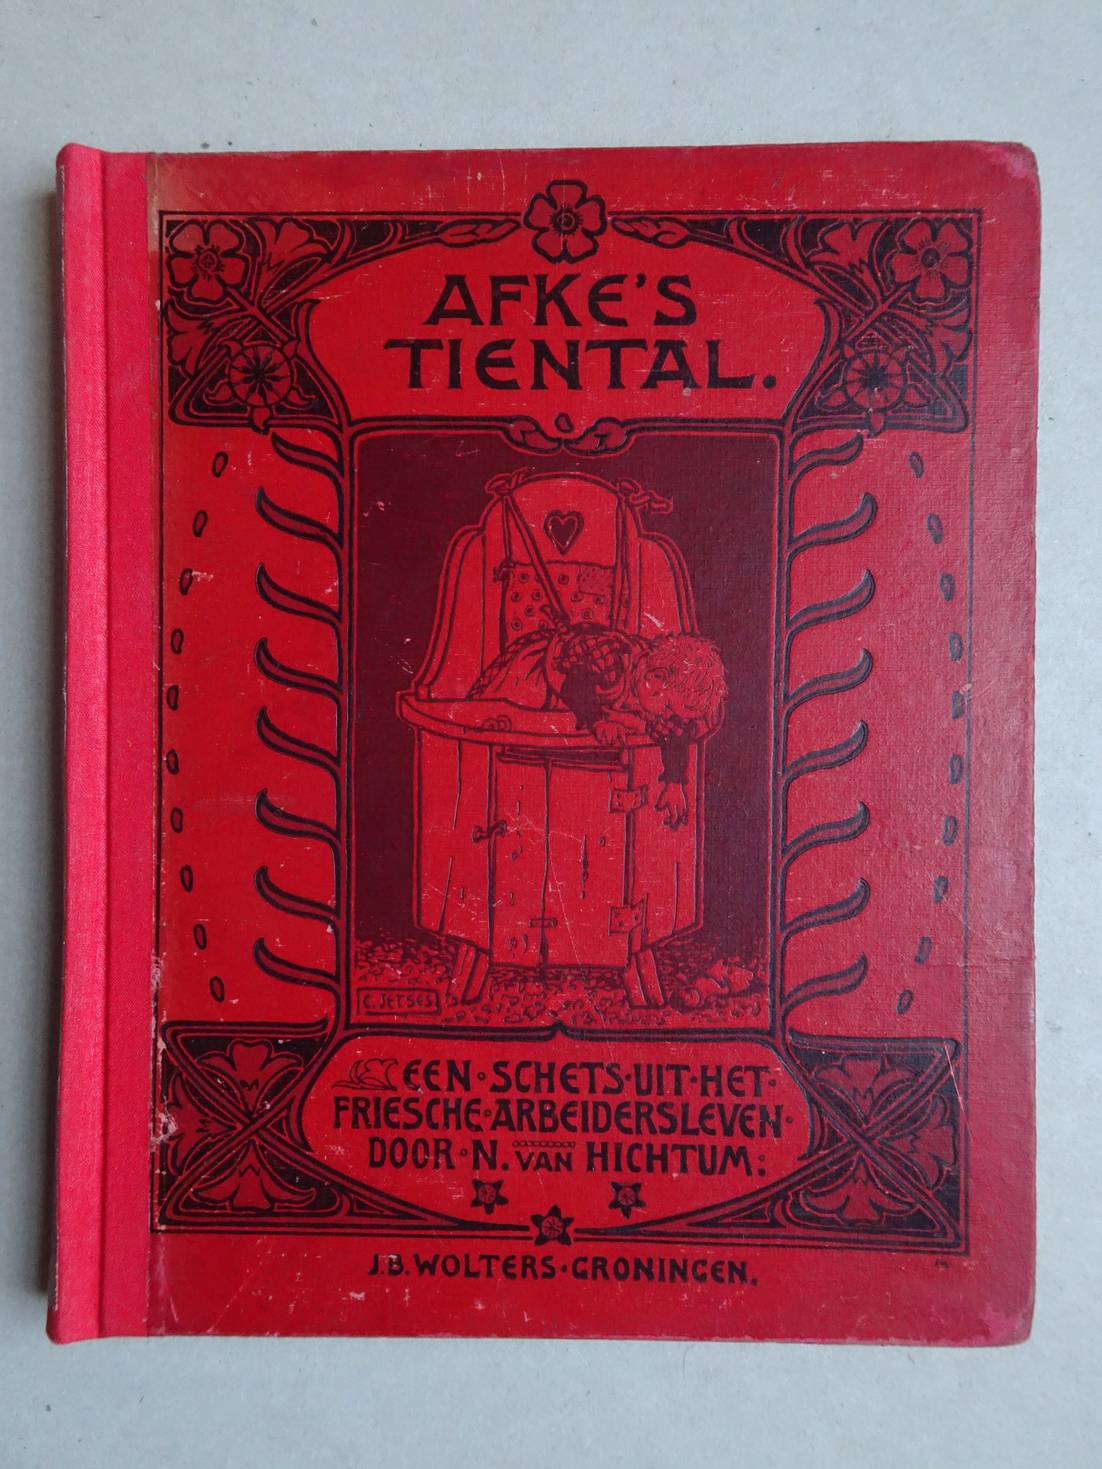 AFKE'S
TIENTAL.
C. JETSES
EEN·SCHETS·UIT·HET·
FRIESCHE·ARBEIDERSLEVEN·
DOOR·N. VAN HICHTUM:
J.B. WOLTERS·GRONINGEN.